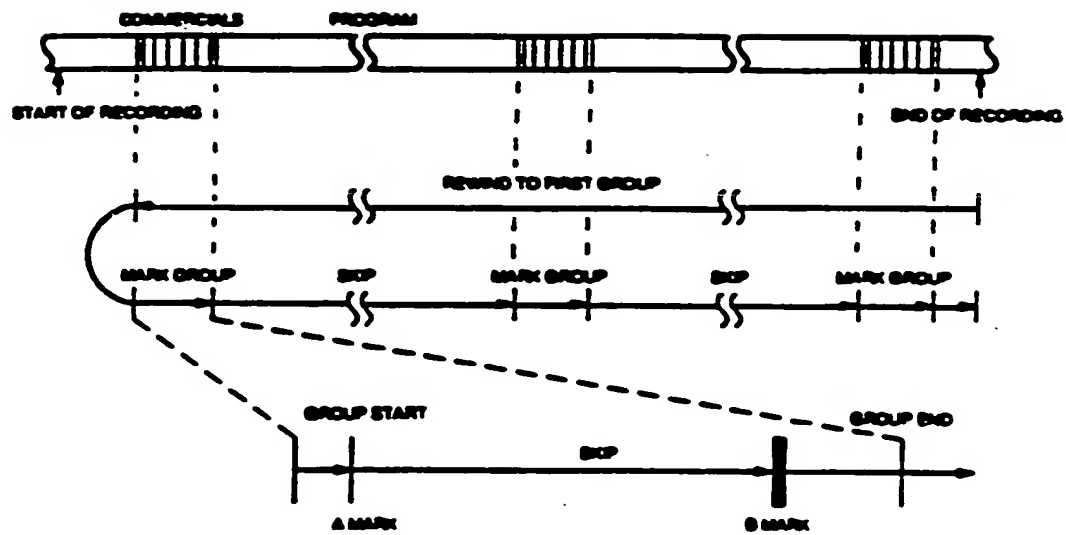 COMMERCIALS PROGRAM
START OF RECORDING END OF RECORDING
REWIND TO FIRST GROUP
MARK GROUP SKIP MARK GROUP SKIP MARK GROUP
GROUP START GROUP END
SKIP
A MARK B MARK